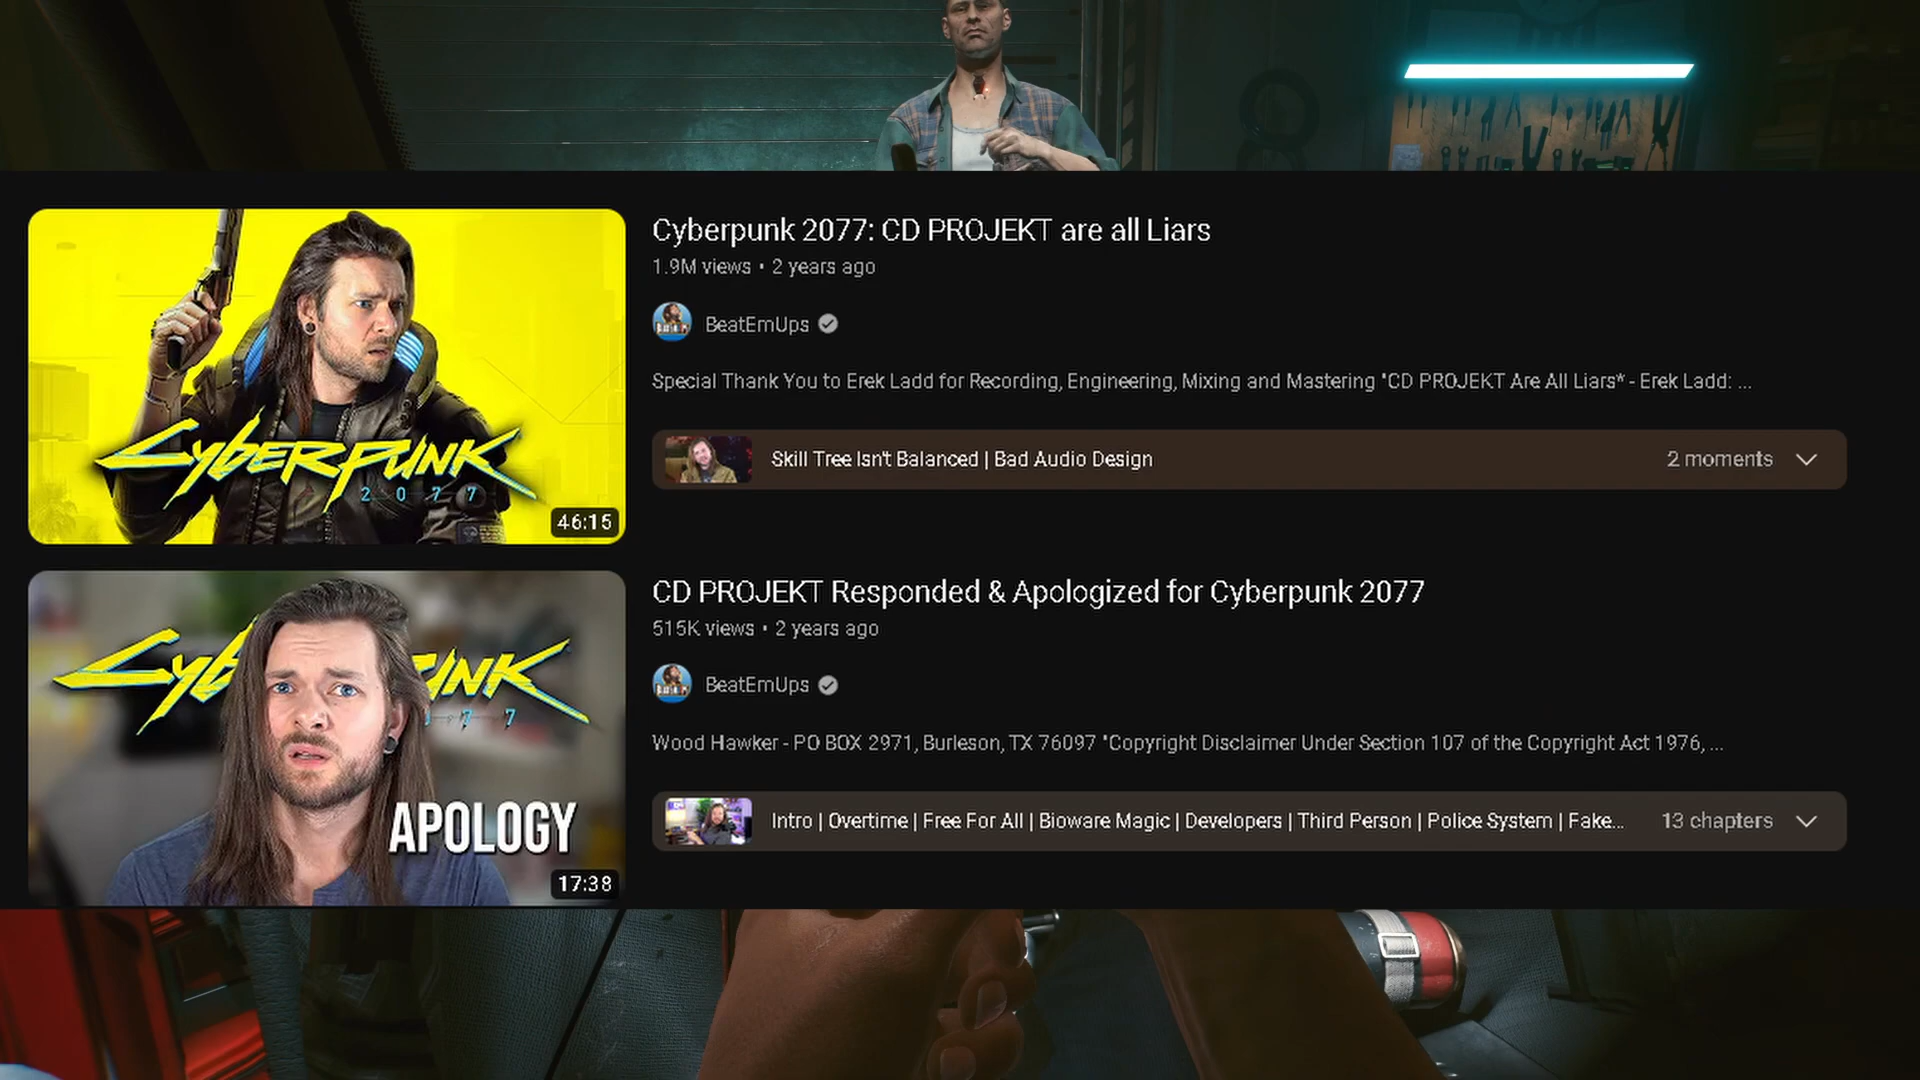 CYBERPUNK
2077
46:15
Cyberpunk 2077: CD PROJEKT are all Liars
1.9M views • 2 years ago
BeatEmUps
Special Thank You to Erek Ladd for Recording, Engineering, Mixing and Mastering "CD PROJEKT Are All Liars* - Erek Ladd: ...
Skill Tree Isn't Balanced | Bad Audio Design
2 moments
CYB UNK
77
APOLOGY
17:38
CD PROJEKT Responded & Apologized for Cyberpunk 2077
515K views • 2 years ago
BeatEmUps
Wood Hawker - PO BOX 2971, Burleson, TX 76097 "Copyright Disclaimer Under Section 107 of the Copyright Act 1976, ...
Intro | Overtime | Free For All | Bioware Magic | Developers | Third Person | Police System | Fake...
13 chapters